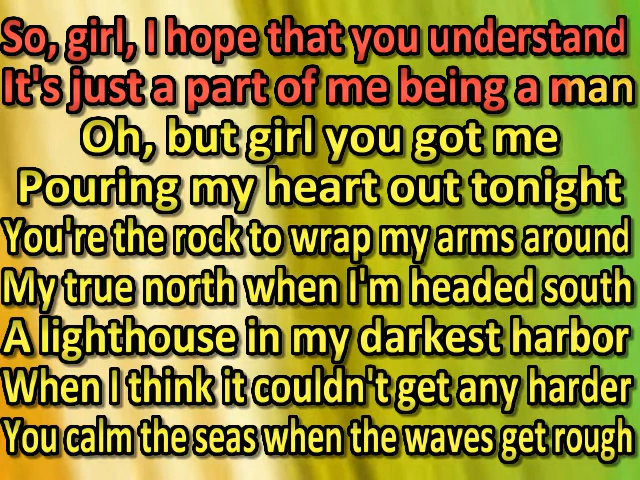 So, girl, I hope that you understand
It's just a part of me being a man
Oh, but girl you got me
Pouring my heart out tonight
You're the rock to wrap my arms around
My true north when I'm headed south
A lighthouse in my darkest harbor
When I think it couldn't get any harder
You calm the seas when the waves get rough